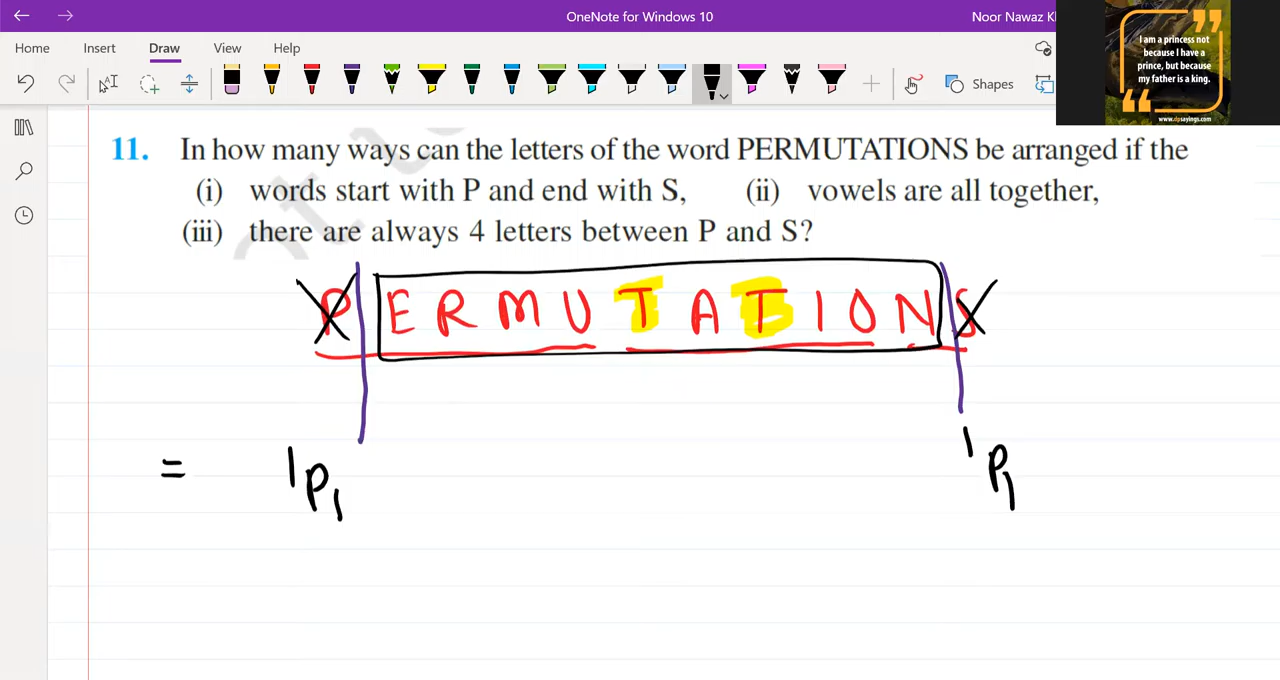 OneNote for Windows 10
Noor Nawaz
Home Insert Draw View Help
Shapes
I am a princess not
because I have a
prince, but because
my father is a king.
www.dpsayings.com
11. In how many ways can the letters of the word PERMUTATIONS be arranged if the
(i) words start with P and end with S, (ii) vowels are all together,
(iii) there are always 4 letters between P and S?
P E R M U T A T I O N S
= ¹P₁ ¹P₁